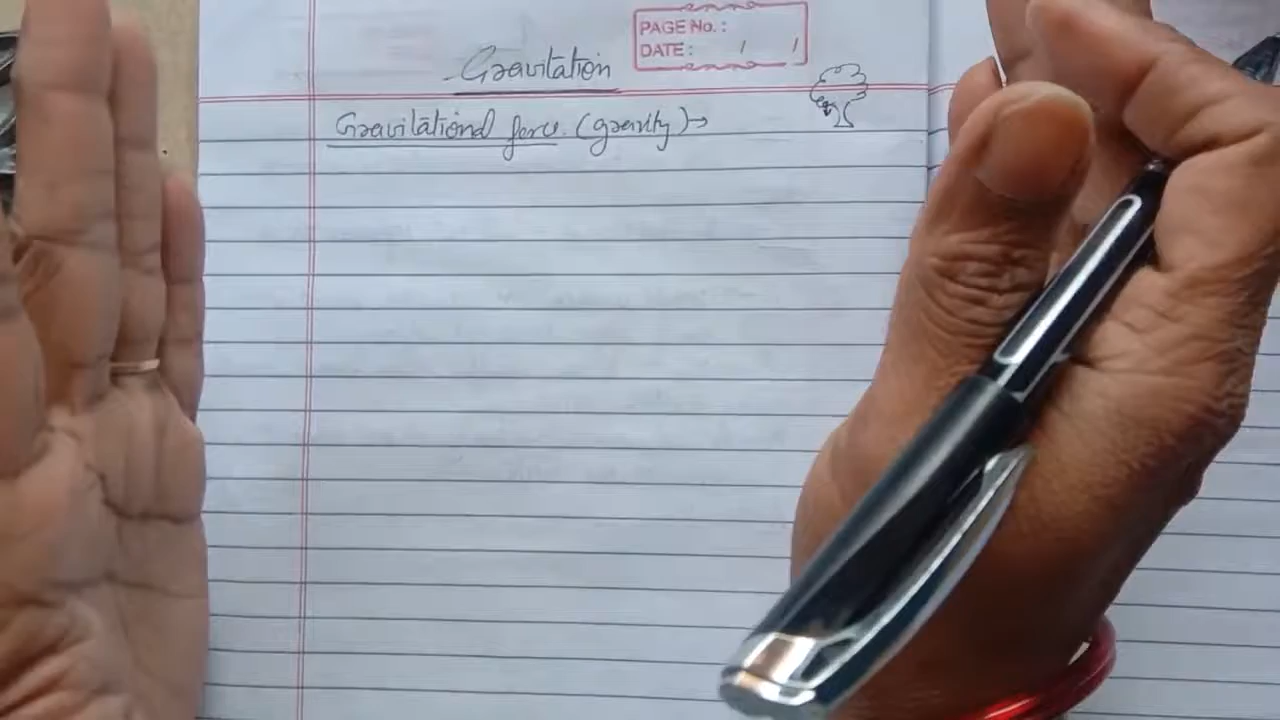 PAGE No.:
DATE: / /
Gravitation
Gravitational force (gravity)→